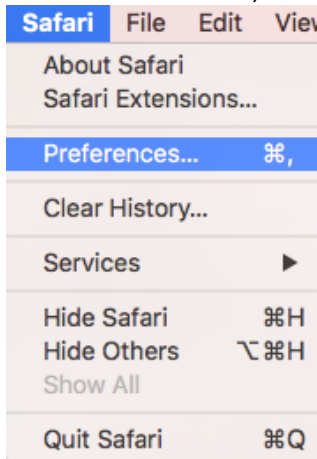 Safari File Edit View
About Safari
Safari Extensions...
Preferences... ⌘,
Clear History...
Services ▶
Hide Safari ⌘H
Hide Others ⌥⌘H
Show All
Quit Safari ⌘Q